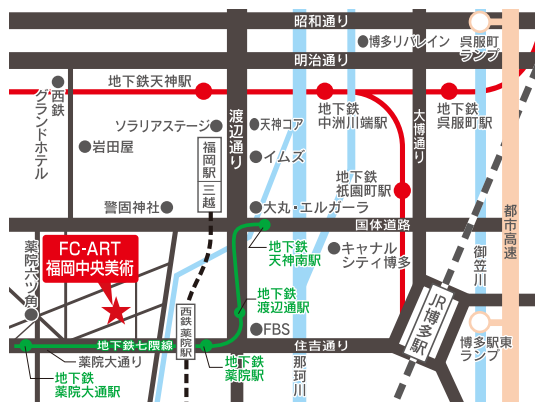 昭和通り
博多リバレイン
呉服町
ランプ
明治通り
地下鉄天神駅
西鉄
グランドホテル
ソラリアステージ
天神コア
地下鉄
中洲川端駅
地下鉄
呉服町駅
渡辺通り
大博通り
岩田屋
福岡駅
三越
イムズ
地下鉄
祇園町駅
警固神社
大丸・エルガーラ
国体道路
都市高速
FC-ART
福岡中央美術
薬院六ツ角
地下鉄
天神南駅
キャナル
シティ博多
御笠川
地下鉄
渡辺通駅
西鉄 薬院駅
FBS
JR博多駅
博多駅東
ランプ
地下鉄七隈線
住吉通り
薬院大通り
地下鉄
薬院大通駅
地下鉄
薬院駅
那珂川